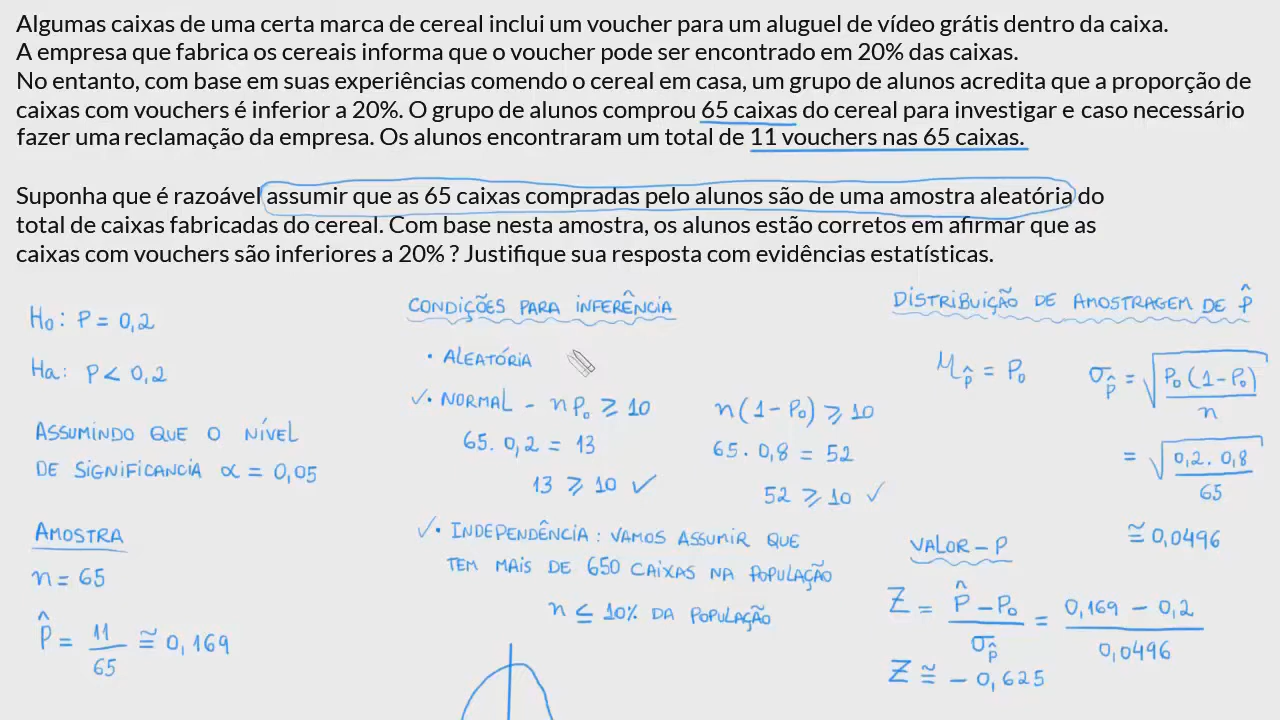 Algumas caixas de uma certa marca de cereal inclui um voucher para um aluguel de vídeo grátis dentro da caixa.
A empresa que fabrica os cereais informa que o voucher pode ser encontrado em 20% das caixas.
No entanto, com base em suas experiências comendo o cereal em casa, um grupo de alunos acredita que a proporção de
caixas com vouchers é inferior a 20%. O grupo de alunos comprou 65 caixas do cereal para investigar e caso necessário
fazer uma reclamação da empresa. Os alunos encontraram um total de 11 vouchers nas 65 caixas.
Suponha que é razoável assumir que as 65 caixas compradas pelo alunos são de uma amostra aleatória do
total de caixas fabricadas do cereal. Com base nesta amostra, os alunos estão corretos em afirmar que as
caixas com vouchers são inferiores a 20% ? Justifique sua resposta com evidências estatísticas.
H₀: P = 0,2
Ha: P < 0,2
ASSUMINDO QUE O NÍVEL
DE SIGNIFICANCIA α = 0,05
AMOSTRA
n = 65
p̂ = 11/65 ≅ 0,169
CONDIÇÕES PARA INFERÊNCIA
• ALEATÓRIA
✓• NORMAL - nP₀ ≥ 10 n(1-P₀) ≥ 10
65. 0,2 = 13 65. 0,8 = 52
13 ≥ 10 ✓ 52 ≥ 10 ✓
✓• INDEPENDÊNCIA: VAMOS ASSUMIR QUE
TEM MAIS DE 650 CAIXAS NA POPULAÇÃO
n ≤ 10% DA POPULAÇÃO
DISTRIBUIÇÃO DE AMOSTRAGEM DE P̂
μp̂ = P₀ σp̂ = √(P₀(1-P₀)/n)
= √(0,2. 0,8/65)
≅ 0,0496
VALOR-P
Z = (P̂ - P₀)/σp̂ = (0,169 - 0,2)/0,0496
Z ≅ -0,625